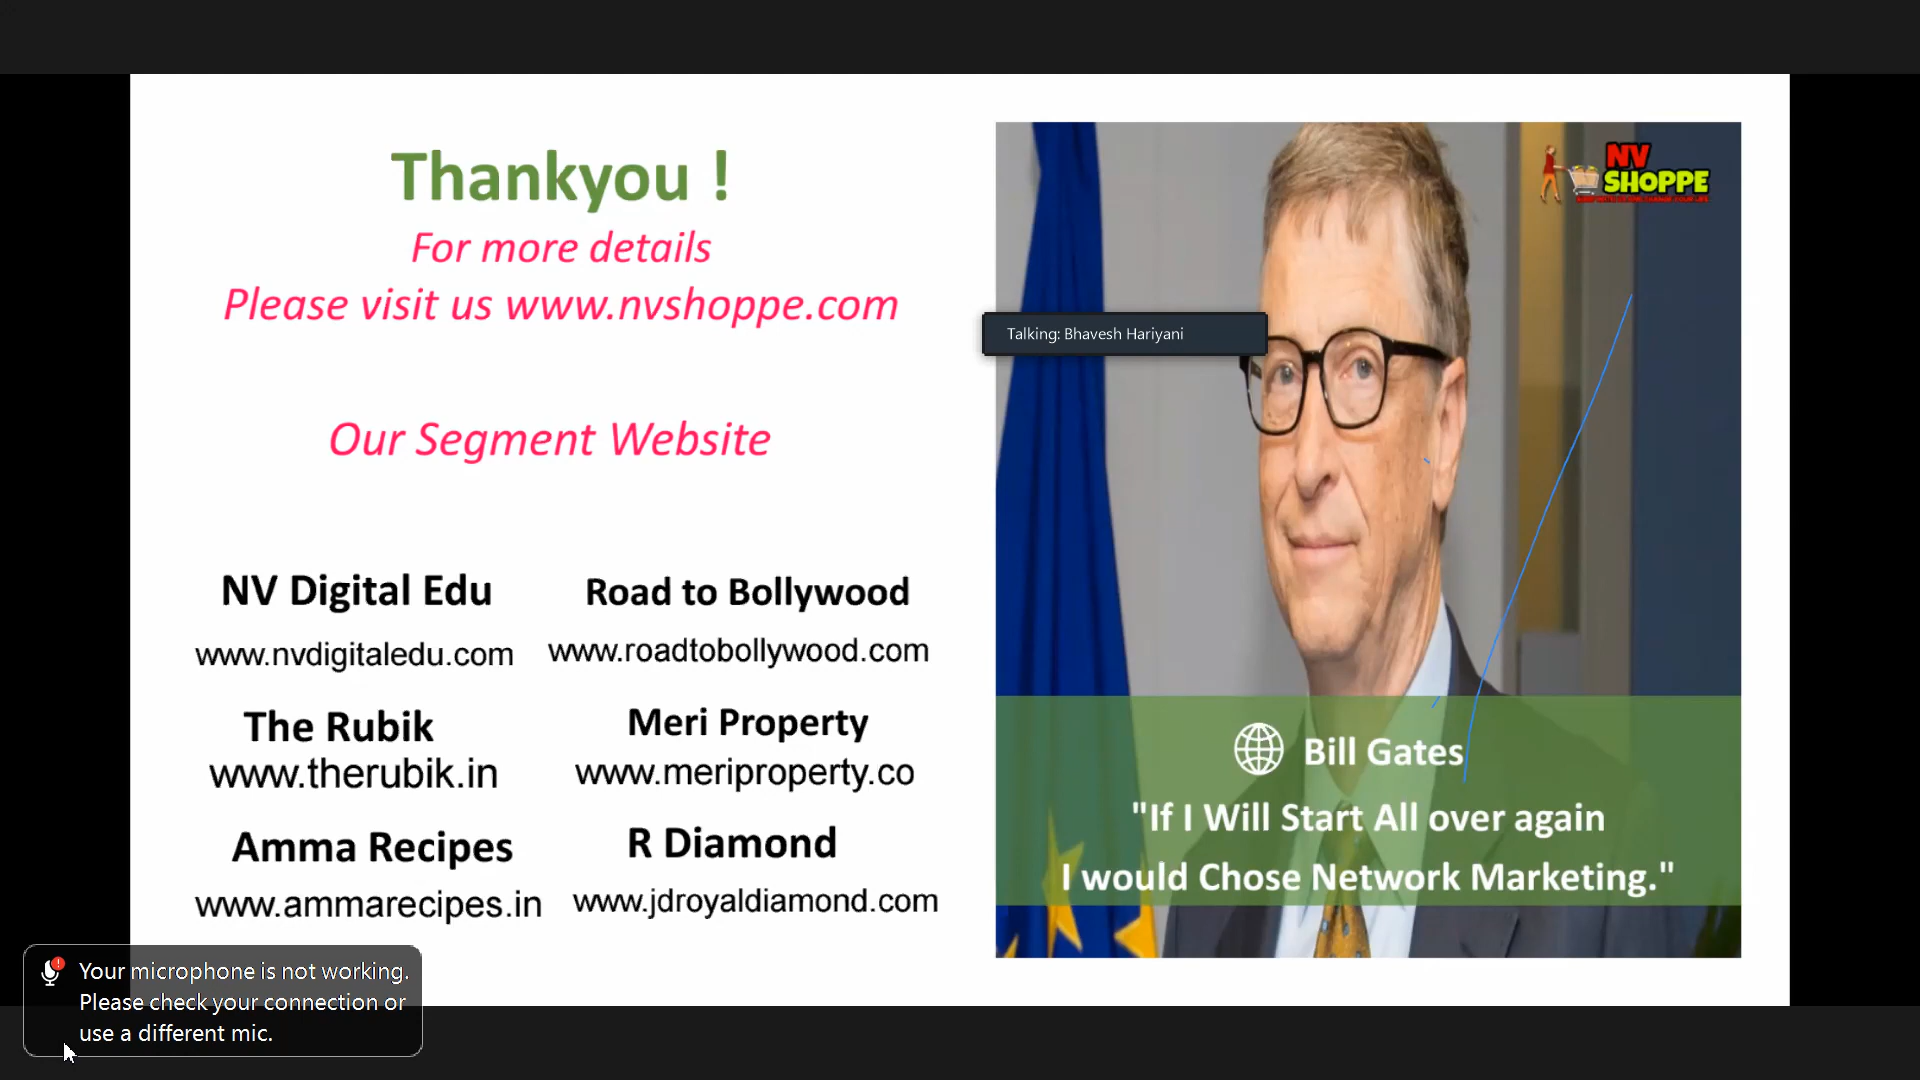 Thankyou !
For more details
Please visit us www.nvshoppe.com
Our Segment Website
NV Digital Edu
www.nvdigitaledu.com
Road to Bollywood
www.roadtobollywood.com
The Rubik
www.therubik.in
Meri Property
www.meriproperty.co
Amma Recipes
www.ammarecipes.in
R Diamond
www.jdroyaldiamond.com
NV
SHOPPE
Talking: Bhavesh Hariyani
Bill Gates
"If I Will Start All over again
I would Chose Network Marketing."
Your microphone is not working.
Please check your connection or
use a different mic.